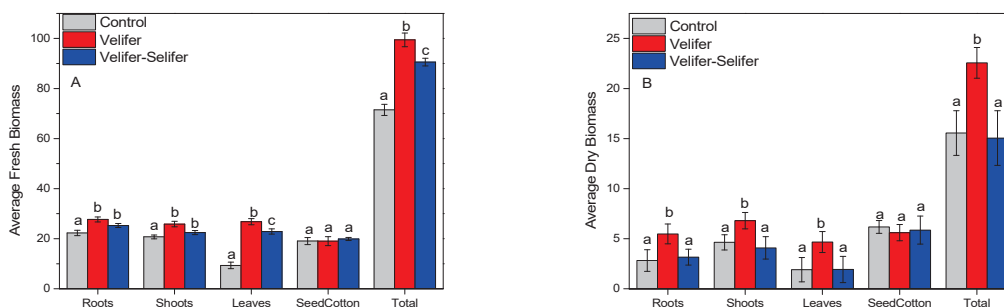 Control
Velifer
Velifer-Selifer
A
Average Fresh Biomass
100
80
60
40
20
0
a b b
a b b
a b c
a a a
a b c
Roots Shoots Leaves SeedCotton Total
Control
Velifer
Velifer-Selifer
B
Average Dry Biomass
25
20
15
10
5
0
a b a
a b a
a b a
a a a
a b a
Roots Shoots Leaves SeedCotton Total